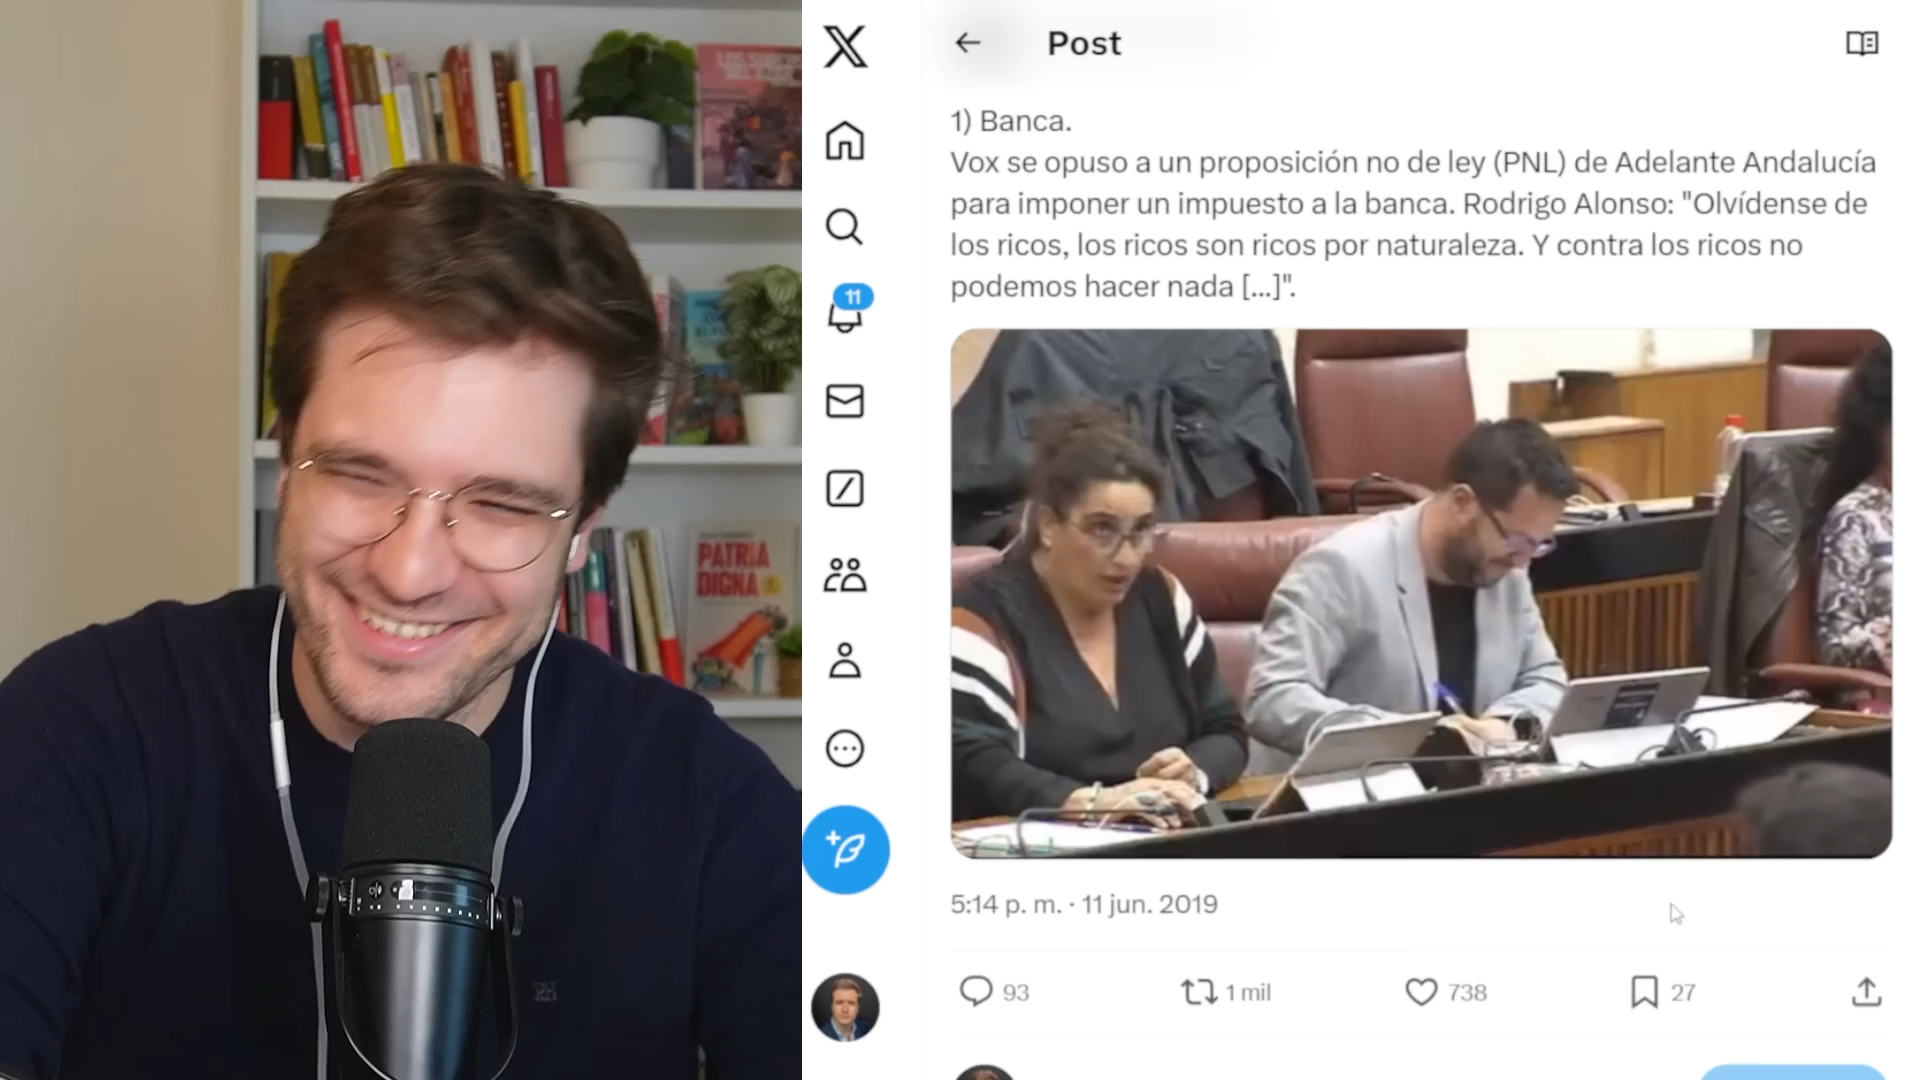 Post
1) Banca.
Vox se opuso a un proposición no de ley (PNL) de Adelante Andalucía
para imponer un impuesto a la banca. Rodrigo Alonso: "Olvídense de
los ricos, los ricos son ricos por naturaleza. Y contra los ricos no
podemos hacer nada [...]".
11
5:14 p. m. · 11 jun. 2019
93
1 mil
738
27
PATRIA
DIGNA